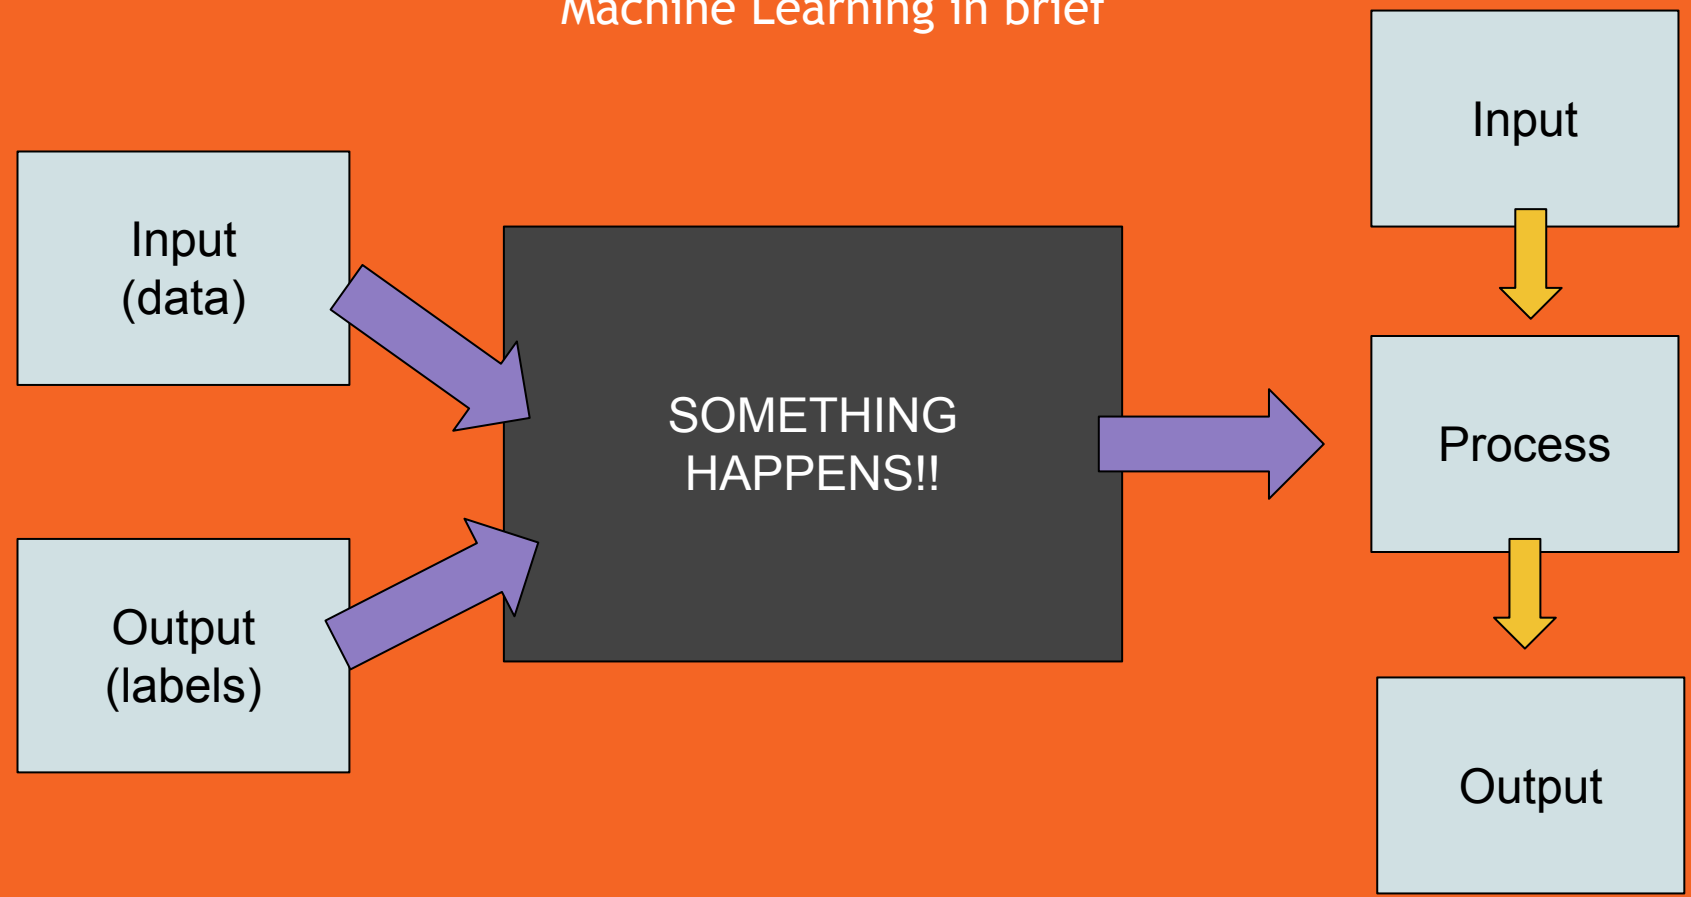 Machine Learning in brief
Input
(data)
Output
(labels)
SOMETHING
HAPPENS!!
Input
Process
Output